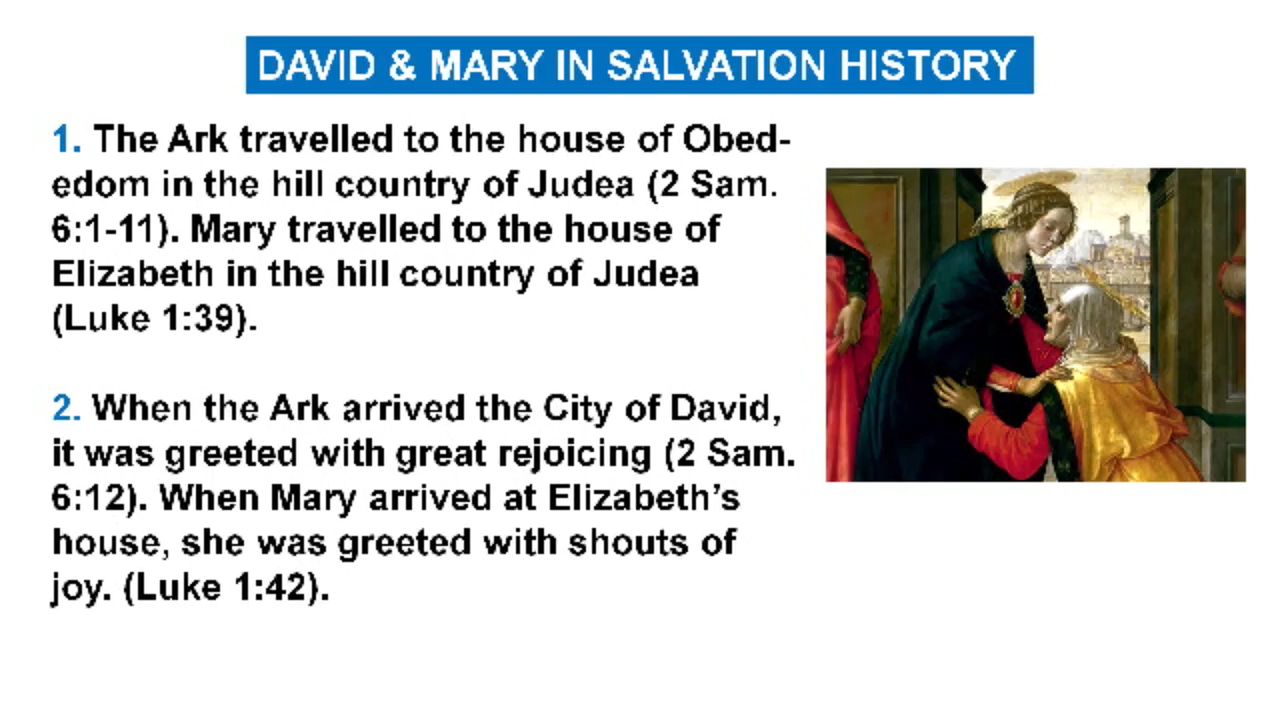 DAVID & MARY IN SALVATION HISTORY
1. The Ark travelled to the house of Obed-
edom in the hill country of Judea (2 Sam.
6:1-11). Mary travelled to the house of
Elizabeth in the hill country of Judea
(Luke 1:39).
2. When the Ark arrived the City of David,
it was greeted with great rejoicing (2 Sam.
6:12). When Mary arrived at Elizabeth’s
house, she was greeted with shouts of
joy. (Luke 1:42).